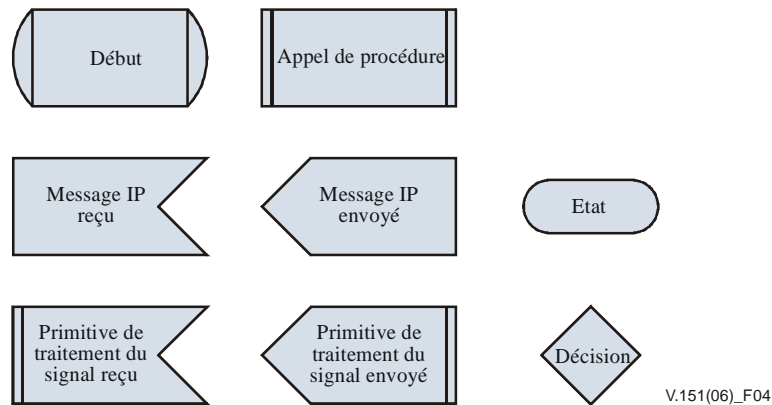 Début
Appel de procédure
Message IP
reçu
Message IP
envoyé
Etat
Primitive de
traitement du
signal reçu
Primitive de
traitement du
signal envoyé
Décision
V.151(06)_F04